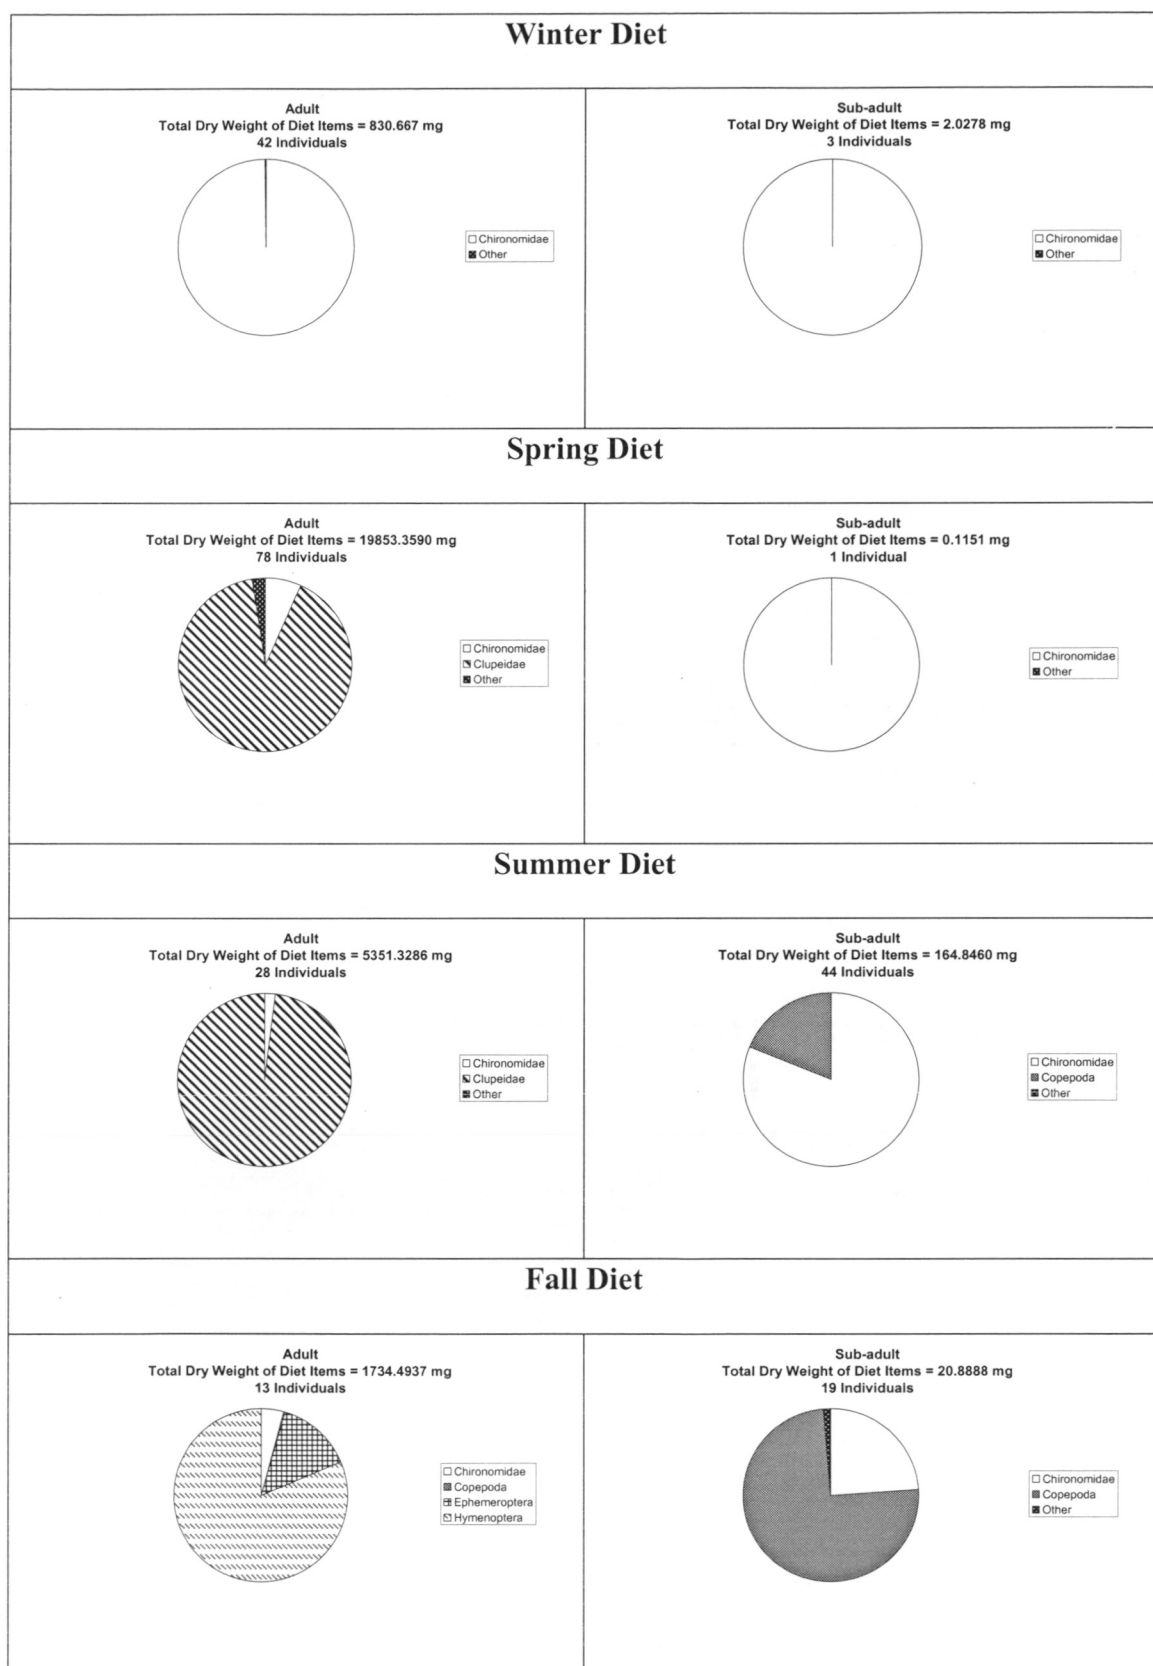 Winter Diet
Adult
Total Dry Weight of Diet Items = 830.667 mg
42 Individuals
Chironomidae
Other
Sub-adult
Total Dry Weight of Diet Items = 2.0278 mg
3 Individuals
Chironomidae
Other
Spring Diet
Adult
Total Dry Weight of Diet Items = 19853.3590 mg
78 Individuals
Chironomidae
Clupeidae
Other
Sub-adult
Total Dry Weight of Diet Items = 0.1151 mg
1 Individual
Chironomidae
Other
Summer Diet
Adult
Total Dry Weight of Diet Items = 5351.3286 mg
28 Individuals
Chironomidae
Clupeidae
Other
Sub-adult
Total Dry Weight of Diet Items = 164.8460 mg
44 Individuals
Chironomidae
Copepoda
Other
Fall Diet
Adult
Total Dry Weight of Diet Items = 1734.4937 mg
13 Individuals
Chironomidae
Copepoda
Ephemeroptera
Hymenoptera
Sub-adult
Total Dry Weight of Diet Items = 20.8888 mg
19 Individuals
Chironomidae
Copepoda
Other